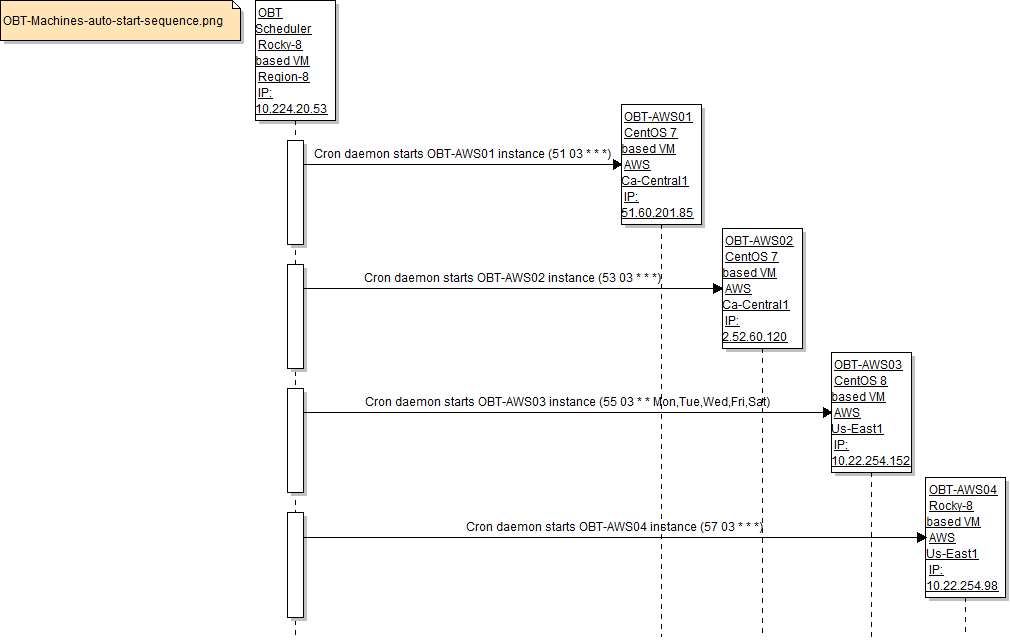 OBT-Machines-auto-start-sequence.png
OBT
Scheduler
Rocky-8
based VM
Region-8
IP:
10.224.20.53
OBT-AWS01
CentOS 7
based VM
AWS
Ca-Central1
IP:
51.60.201.85
Cron daemon starts OBT-AWS01 instance (51 03 * * *)
OBT-AWS02
CentOS 7
based VM
AWS
Ca-Central1
IP:
2.52.60.120
Cron daemon starts OBT-AWS02 instance (53 03 * * *)
OBT-AWS03
CentOS 8
based VM
AWS
Us-East1
IP:
10.22.254.152
Cron daemon starts OBT-AWS03 instance (55 03 * * Mon,Tue,Wed,Fri,Sat)
OBT-AWS04
Rocky-8
based VM
AWS
Us-East1
IP:
10.22.254.98
Cron daemon starts OBT-AWS04 instance (57 03 * * *)